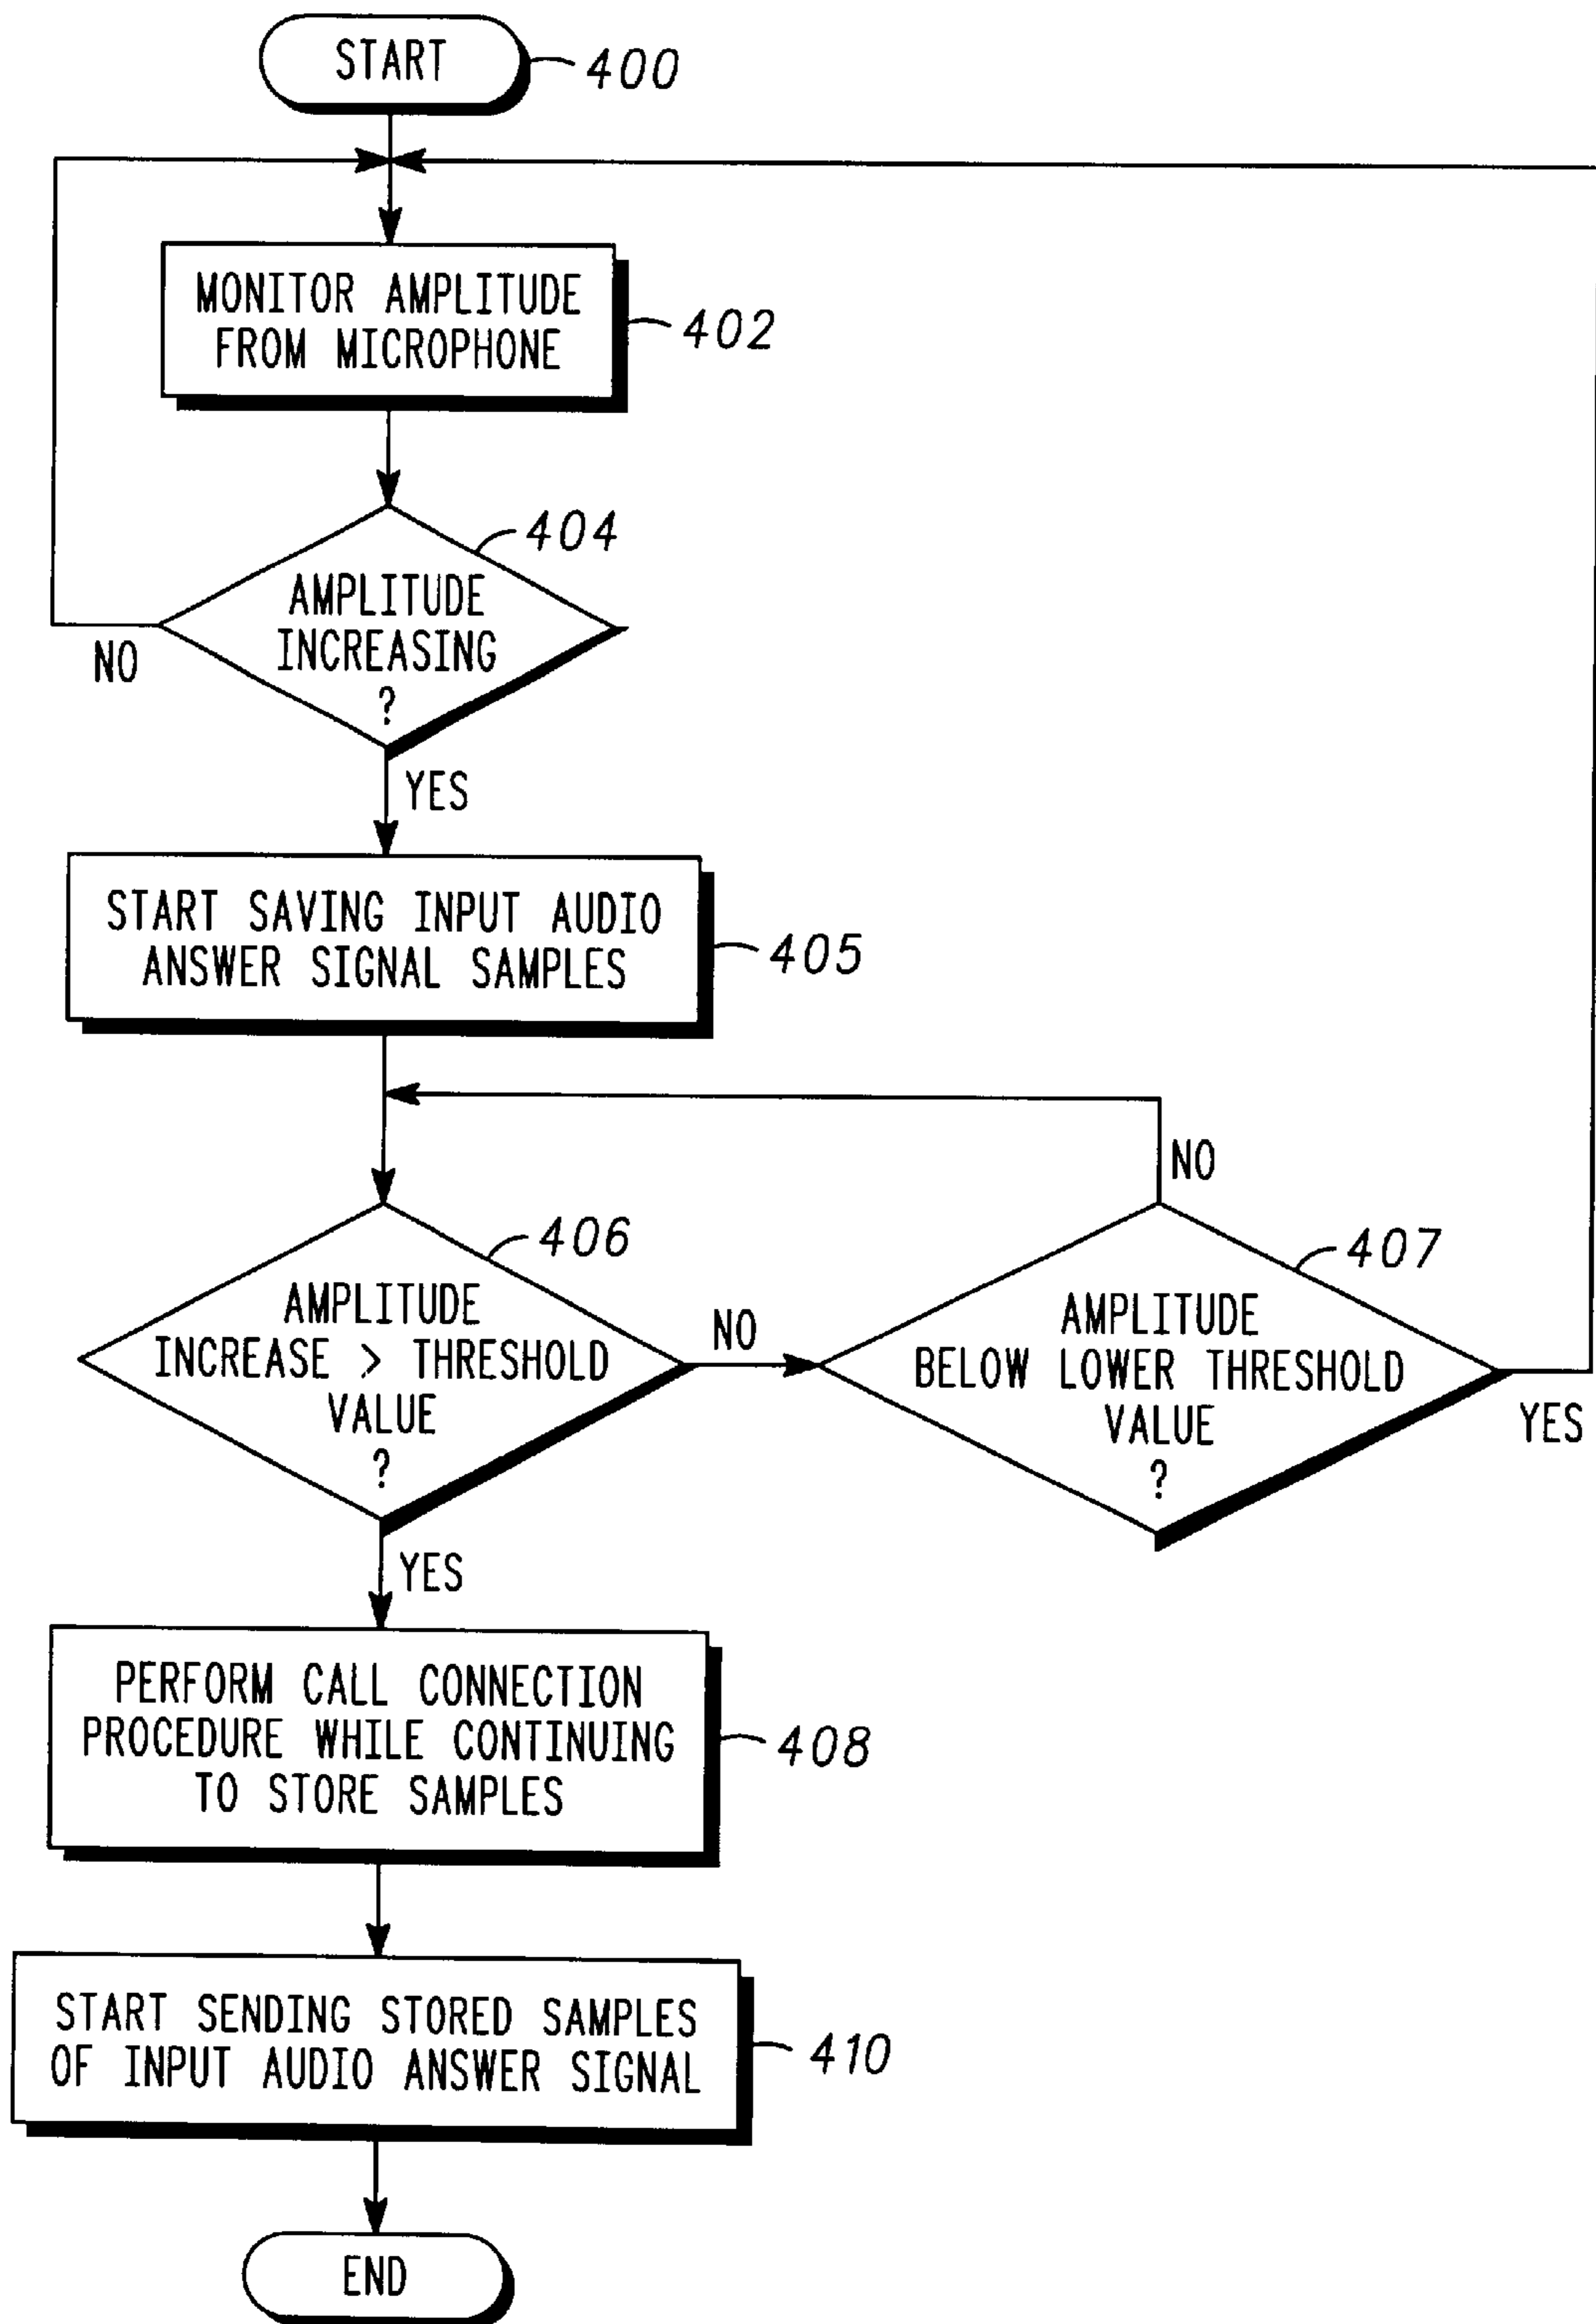 START
400
MONITOR AMPLITUDE
FROM MICROPHONE
402
404
AMPLITUDE
INCREASING
?
NO
YES
START SAVING INPUT AUDIO
ANSWER SIGNAL SAMPLES
405
NO
406
407
AMPLITUDE
INCREASE > THRESHOLD
VALUE
?
NO
AMPLITUDE
BELOW LOWER THRESHOLD
VALUE
?
YES
YES
PERFORM CALL CONNECTION
PROCEDURE WHILE CONTINUING
TO STORE SAMPLES
408
START SENDING STORED SAMPLES
OF INPUT AUDIO ANSWER SIGNAL
410
END